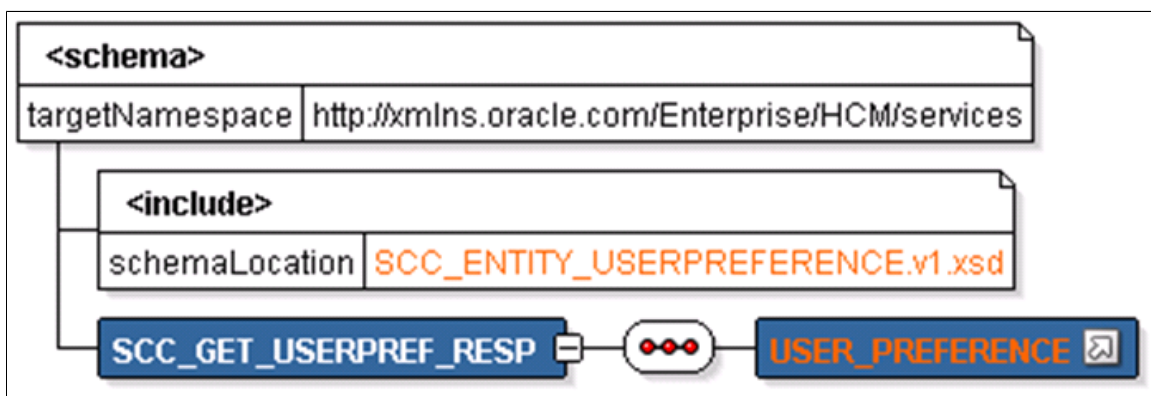 <schema>
targetNamespace http://xmlns.oracle.com/Enterprise/HCM/services
<include>
schemaLocation SCC_ENTITY_USERPREFERENCE.v1.xsd
SCC_GET_USERPREF_RESP USER_PREFERENCE